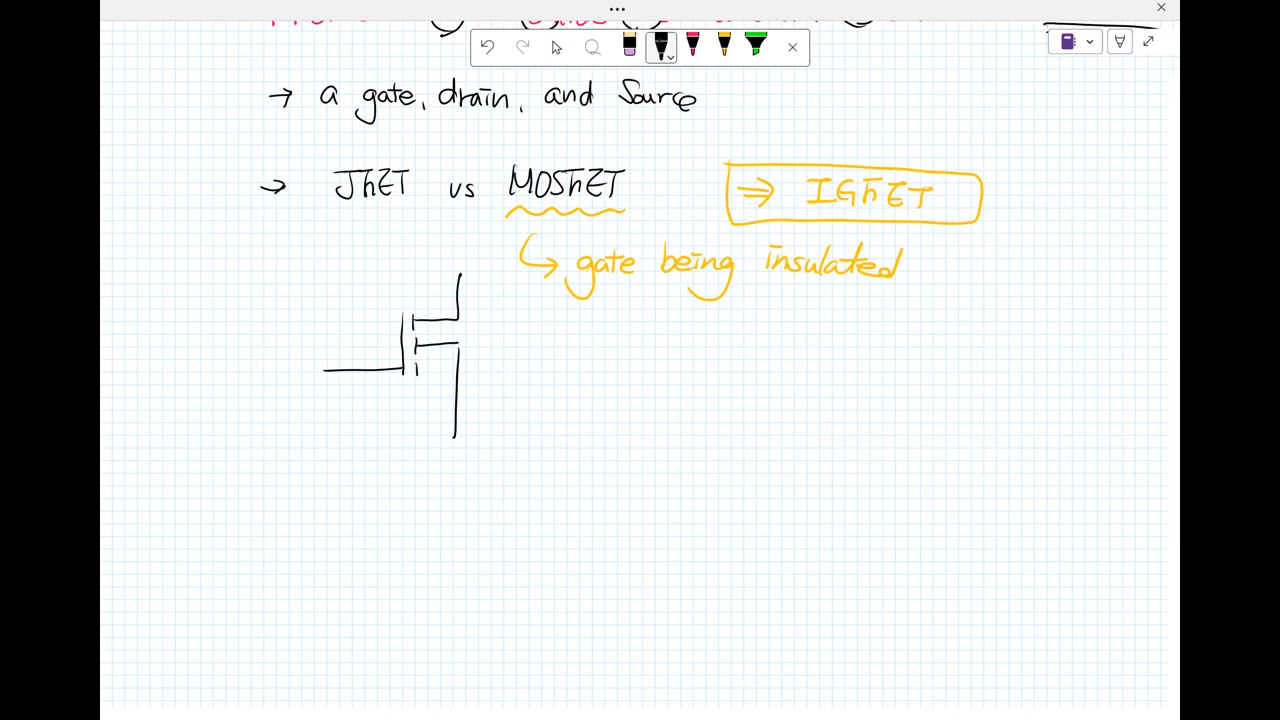 → a gate, drain, and Source
→ JFET vs MOSFET ⇒ IGFET
↳ gate being insulated